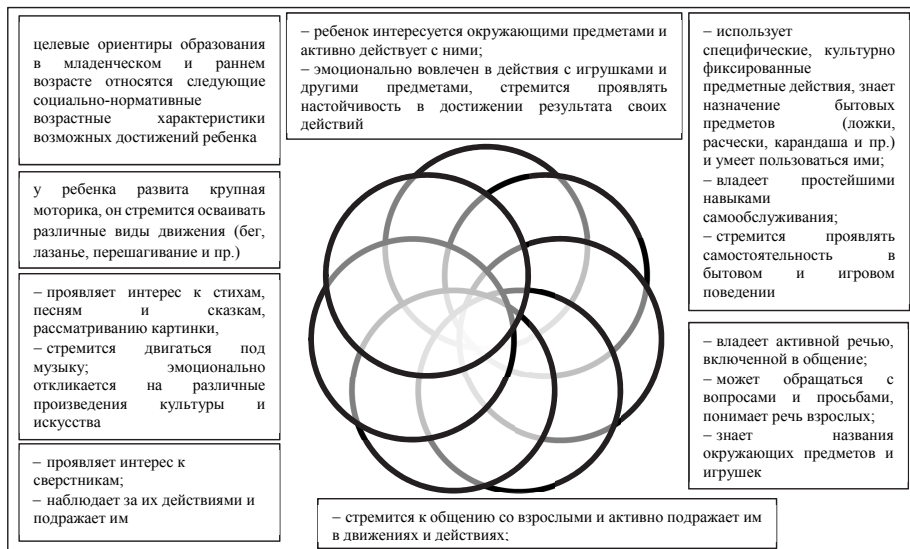 целевые ориентиры образования
в младенческом и раннем
возрасте относятся следующие
социально-нормативные
возрастные характеристики
возможных достижений ребенка
– ребенок интересуется окружающими предметами и
активно действует с ними;
– эмоционально вовлечен в действия с игрушками и
другими предметами, стремится проявлять
настойчивость в достижении результата своих
действий
– использует
специфические, культурно
фиксированные
предметные действия, знает
назначение бытовых
предметов (ложки,
расчески, карандаша и пр.)
и умеет пользоваться ими;
– владеет простейшими
навыками
самообслуживания;
– стремится проявлять
самостоятельность в
бытовом и игровом
поведении
у ребенка развита крупная
моторика, он стремится осваивать
различные виды движения (бег,
лазанье, перешагивание и пр.)
– проявляет интерес к стихам,
песням и сказкам,
рассматриванию картинки,
– стремится двигаться под
музыку; эмоционально
откликается на различные
произведения культуры и
искусства
– владеет активной речью,
включенной в общение;
– может обращаться с
вопросами и просьбами,
понимает речь взрослых;
– знает названия
окружающих предметов и
игрушек
– проявляет интерес к
сверстникам;
– наблюдает за их действиями и
подражает им
– стремится к общению со взрослыми и активно подражает им
в движениях и действиях;